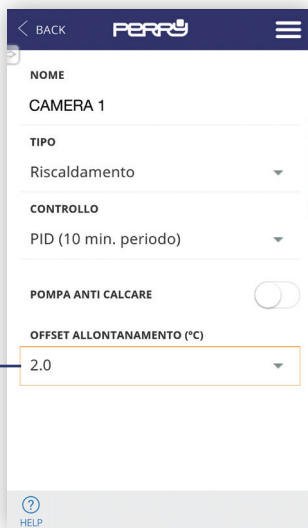 BACK PERRY
NOME
CAMERA 1
TIPO
Riscaldamento
CONTROLLO
PID (10 min. periodo)
POMPA ANTI CALCARE
OFFSET ALLONTANAMENTO (°C)
2.0
?
HELP